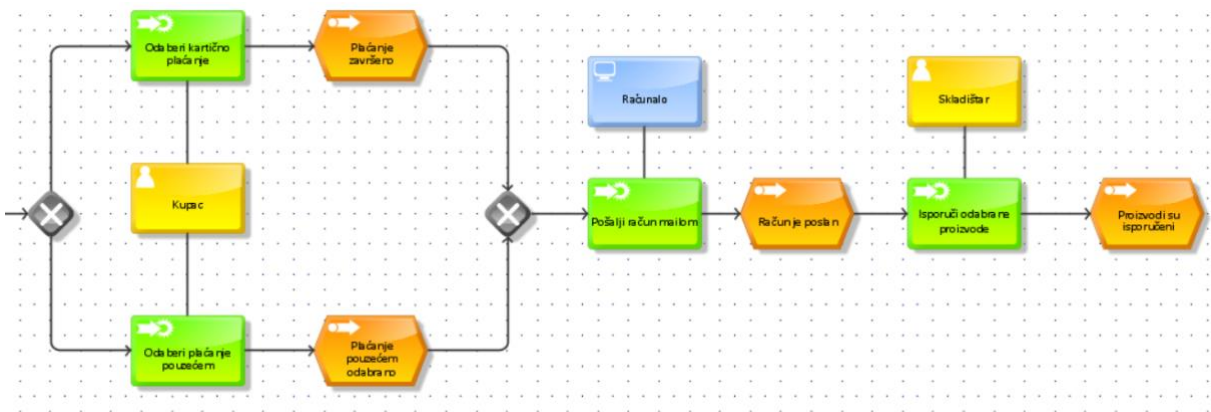 Odaberi kartično
plaćanje
Plaćanje
završeno
Računalo
Skladištar
Kupac
Pošalji račun mailom
Račun je poslan
Isporuči odabrane
proizvode
Proizvodi su
isporučeni
Odaberi plaćanje
pouzećem
Plaćanje
pouzećem
odabrano